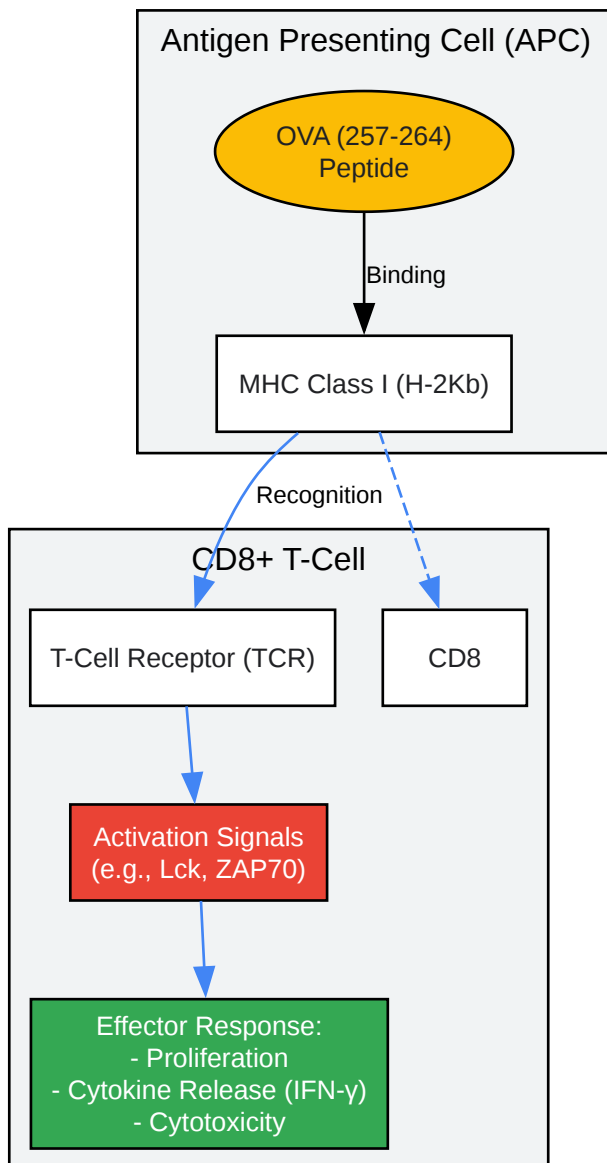 Antigen Presenting Cell (APC)
OVA (257-264)
Peptide
Binding
MHC Class I (H-2Kb)
Recognition
CD8+ T-Cell
T-Cell Receptor (TCR)
CD8
Activation Signals
(e.g., Lck, ZAP70)
Effector Response:
- Proliferation
- Cytokine Release (IFN-γ)
- Cytotoxicity